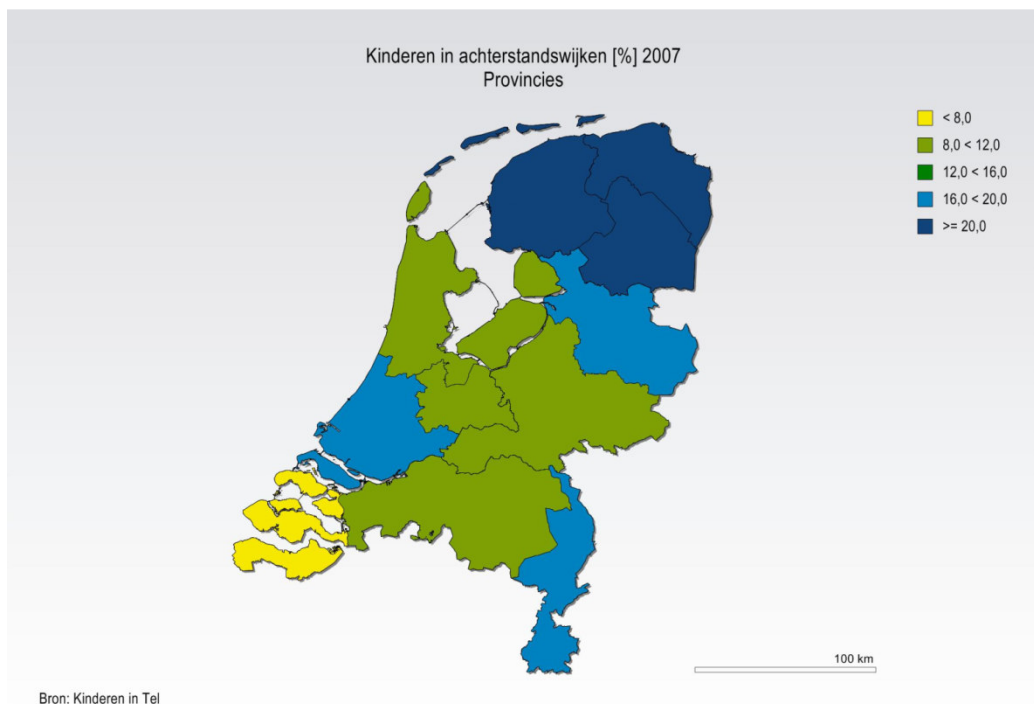 Kinderen in achterstandswijken [%] 2007
Provincies
< 8,0
8,0 < 12,0
12,0 < 16,0
16,0 < 20,0
>= 20,0
100 km
Bron: Kinderen in Tel